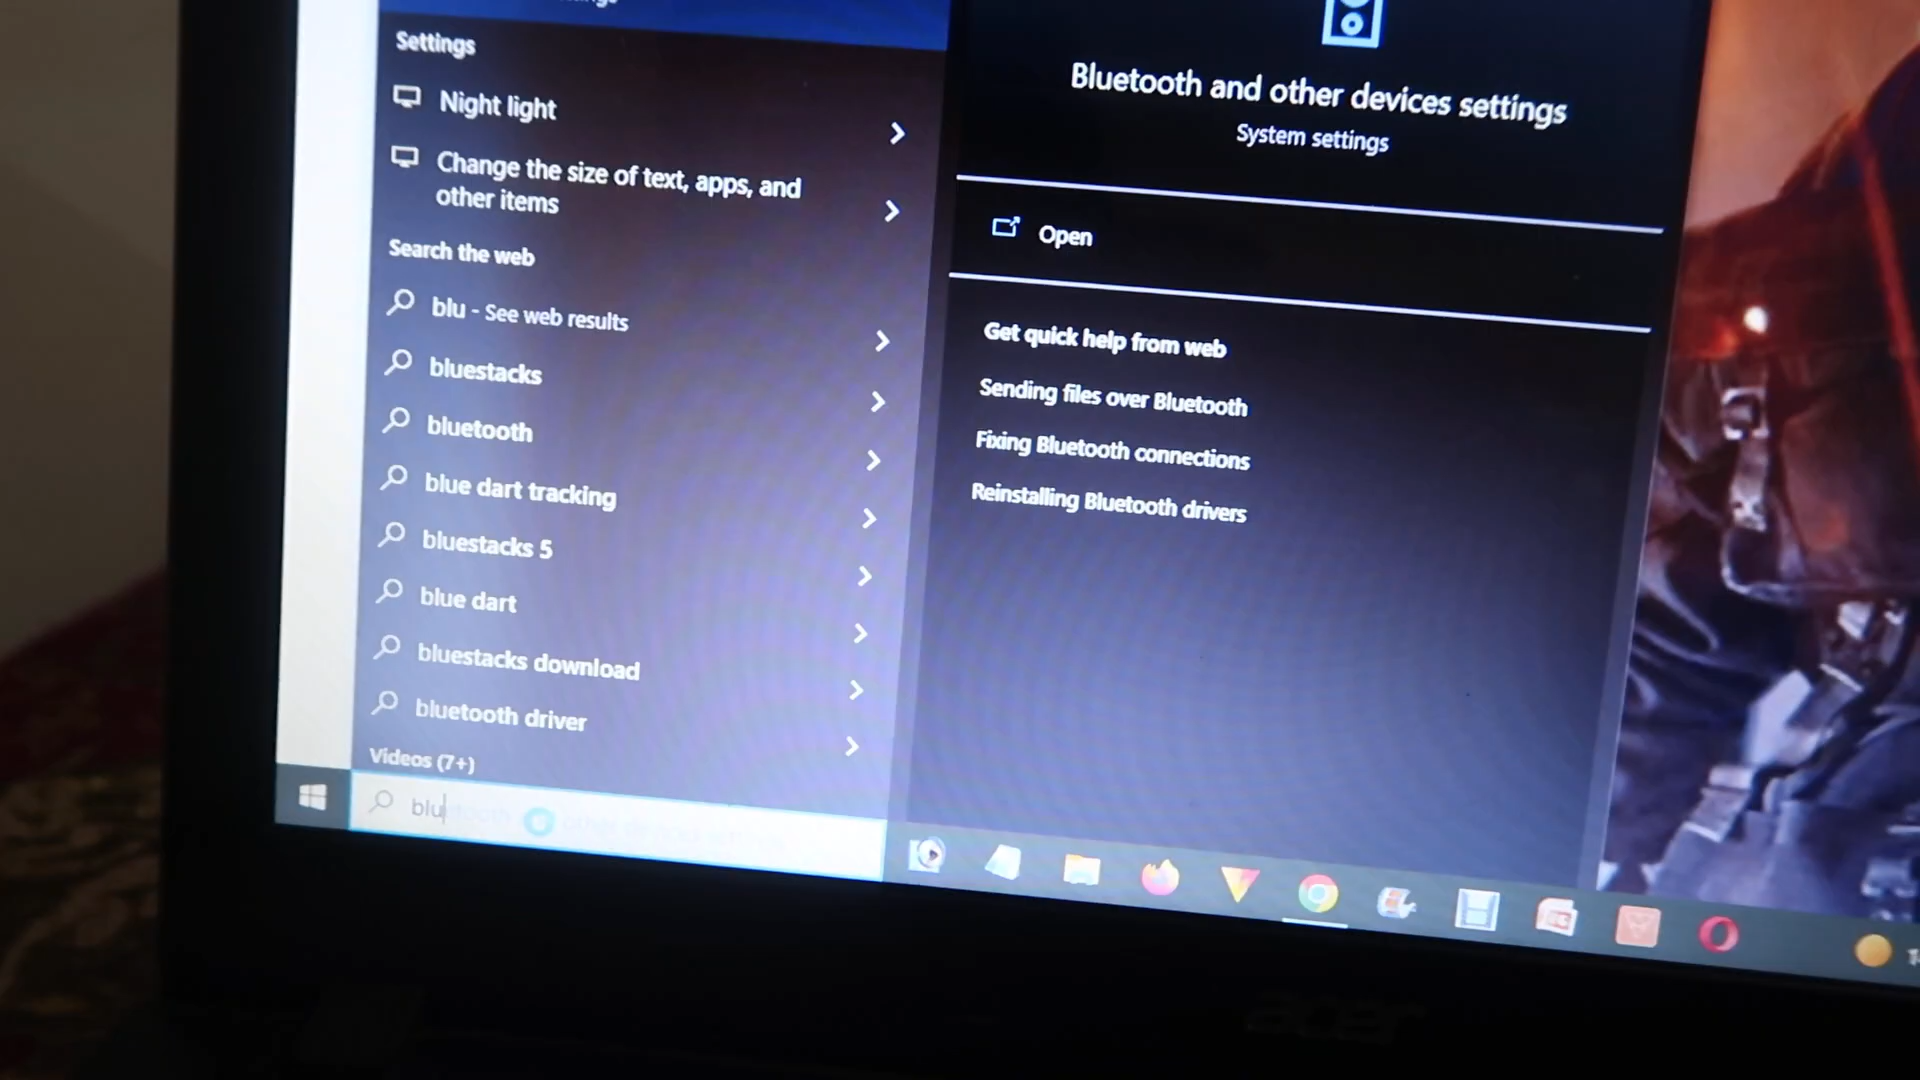 Settings
Night light
Change the size of text, apps, and
other items
Search the web
blu - See web results
bluestacks
bluetooth
blue dart tracking
bluestacks 5
blue dart
bluestacks download
bluetooth driver
Videos (7+)
blu
Bluetooth and other devices settings
System settings
Open
Get quick help from web
Sending files over Bluetooth
Fixing Bluetooth connections
Reinstalling Bluetooth drivers
acer